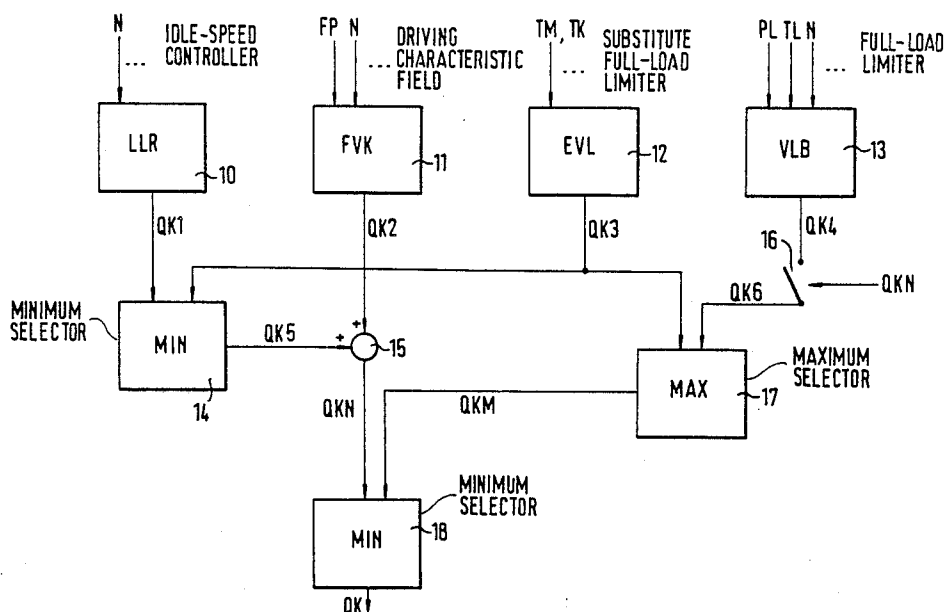 N
...
IDLE-SPEED
CONTROLLER
FP N
...
DRIVING
CHARACTERISTIC
FIELD
TM, TK
...
SUBSTITUTE
FULL-LOAD
LIMITER
PL TL N
...
FULL-LOAD
LIMITER
LLR
10
FVK
11
EVL
12
VLB
13
QK1
QK2
QK3
QK4
16
QKN
QK6
MINIMUM
SELECTOR
MIN
14
QK5
+
+
15
MAX
17
MAXIMUM
SELECTOR
QKN
QKM
MINIMUM
SELECTOR
MIN
18
QK